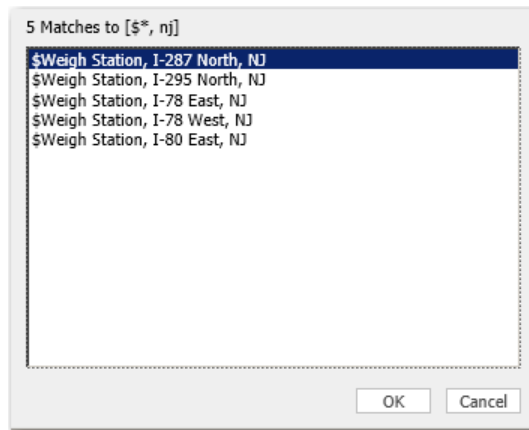 5 Matches to [$*, nj]
$Weigh Station, I-287 North, NJ
$Weigh Station, I-295 North, NJ
$Weigh Station, I-78 East, NJ
$Weigh Station, I-78 West, NJ
$Weigh Station, I-80 East, NJ
OK Cancel